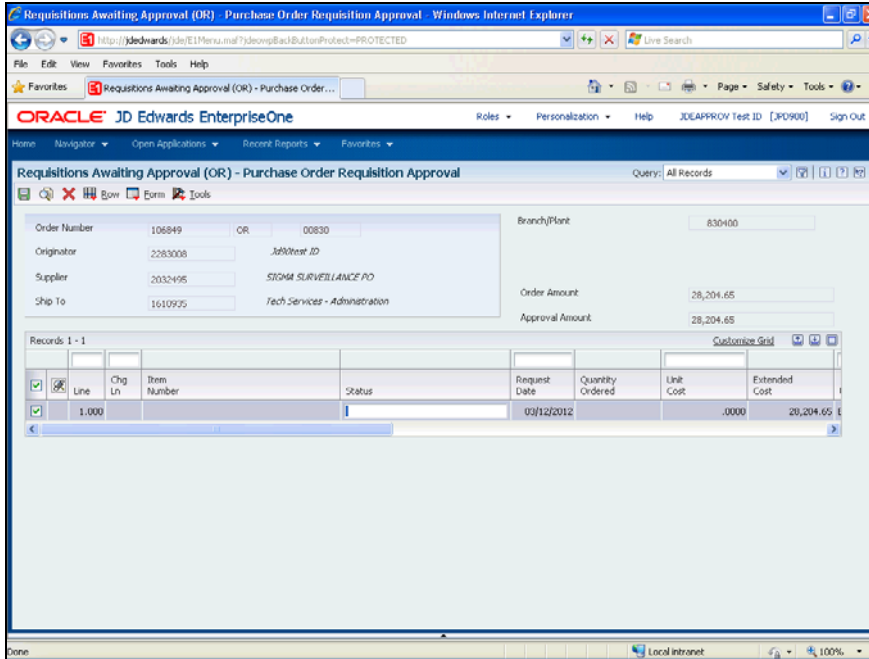 Requisitions Awaiting Approval (OR) - Purchase Order Requisition Approval - Windows Internet Explorer
http://jdedwards/jde/E1Menu.maf?jdeowpBackButtonProtect=PROTECTED
Live Search
File Edit View Favorites Tools Help
Favorites
Requisitions Awaiting Approval (OR) - Purchase Order...
Page Safety Tools
ORACLE JD Edwards EnterpriseOne
Roles Personalization Help JDEAPPROV Test ID [JPD900] Sign Out
Home Navigator Open Applications Recent Reports Favorites
Requisitions Awaiting Approval (OR) - Purchase Order Requisition Approval
Query: All Records
Row Form Tools
Order Number 106849 OR 00830
Branch/Plant 830400
Originator 2283008 Jd90test ID
Supplier 2032495 SIGMA SURVEILLANCE PO
Ship To 1610935 Tech Services - Administration
Order Amount 28,204.65
Approval Amount 28,204.65
Records 1 - 1
Customize Grid
Line Chg Ln Item Number Status Request Date Quantity Ordered Unit Cost Extended Cost
1.000 03/12/2012 .0000 28,204.65
Done
Local intranet
100%